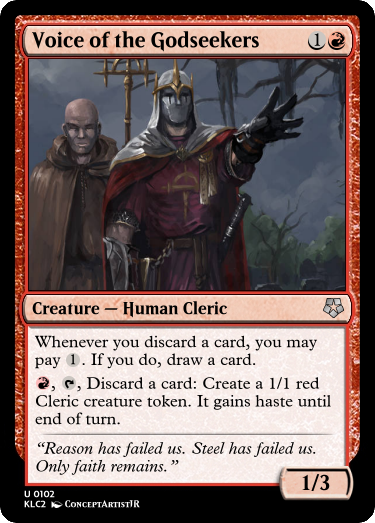 Voice of the Godseekers 1
Creature — Human Cleric
Whenever you discard a card, you may
pay 1. If you do, draw a card.
, , Discard a card: Create a 1/1 red
Cleric creature token. It gains haste until
end of turn.
“Reason has failed us. Steel has failed us.
Only faith remains.”
1/3
U 0102
KLC2 ConceptArtist1R